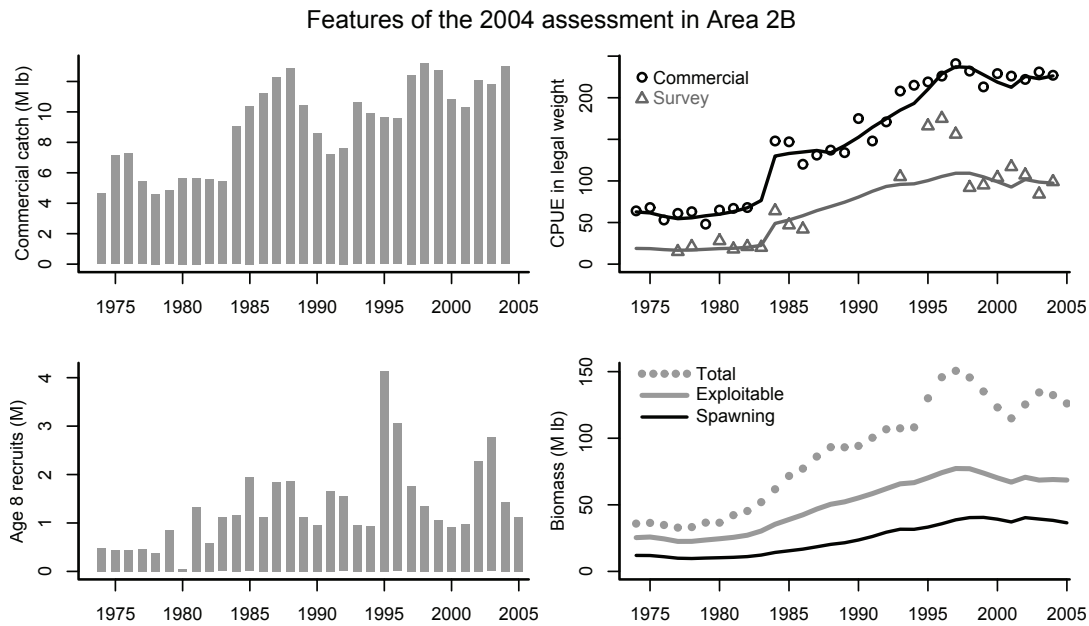 Features of the 2004 assessment in Area 2B
Commercial catch (M lb)
0 2 4 6 8 10
1975 1980 1985 1990 1995 2000 2005
CPUE in legal weight
0 50 100 200
Commercial
Survey
1975 1980 1985 1990 1995 2000 2005
Age 8 recruits (M)
0 1 2 3 4
1975 1980 1985 1990 1995 2000 2005
Biomass (M lb)
0 50 100 150
Total
Exploitable
Spawning
1975 1980 1985 1990 1995 2000 2005